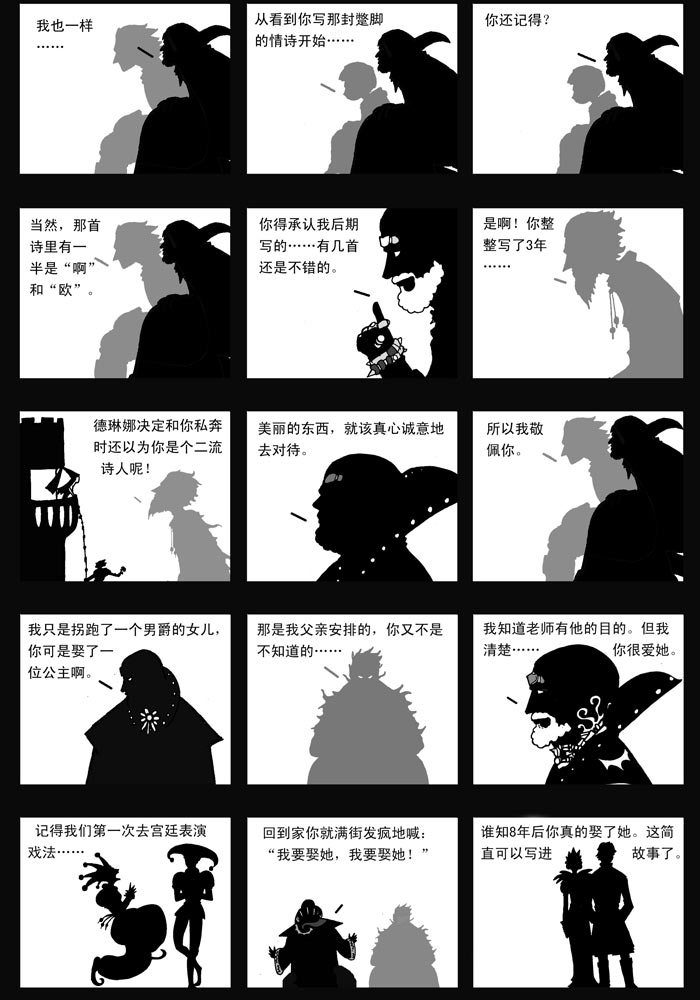 我也一样
……
从看到你写那封蹩脚
的情诗开始……
你还记得？
当然，那首
诗里有一
半是“啊”
和“欧”。
你得承认我后期
写的……有几首
还是不错的。
是啊！你整
整写了3年
……
德琳娜决定和你私奔
时还以为你是个二流
诗人呢！
美丽的东西，就该真心诚意地
去对待。
所以我敬
佩你。
我只是拐跑了一个男爵的女儿，
你可是娶了一
位公主啊。
那是我父亲安排的，你又不是
不知道的……
我知道老师有他的目的。但我
清楚…… 你很爱她。
记得我们第一次去宫廷表演
戏法……
回到家你就满街发疯地喊：
“我要娶她，我要娶她！”
谁知8年后你真的娶了她。这简
直可以写进 故事了。